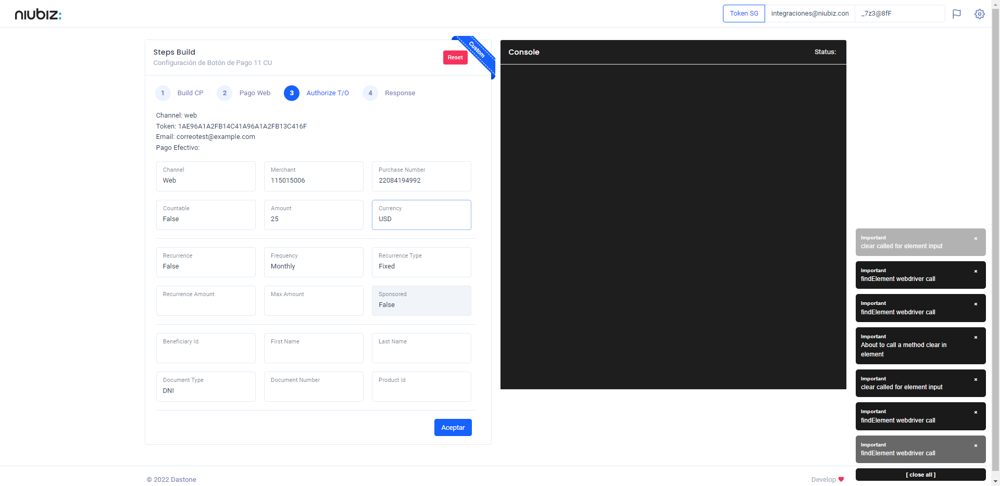 niubiz:
Token SG
integraciones@niubiz.con
_7z3@8fF
Steps Build
Configuración de Botón de Pago 11 CU
Reset
Custom
1 Build CP
2 Pago Web
3 Authorize T/O
4 Response
Channel: web
Token: 1AE96A1A2FB14C41A96A1A2FB13C416F
Email: correotest@example.com
Pago Efectivo:
Channel
Web
Merchant
115015006
Purchase Number
22084194992
Countable
False
Amount
25
Currency
USD
Recurrence
False
Frequency
Monthly
Recurrence Type
Fixed
Recurrence Amount
Max Amount
Sponsored
False
Beneficiary Id
First Name
Last Name
Document Type
DNI
Document Number
Product Id
Aceptar
Console
Status:
Important ×
clear called for element input
Important ×
findElement webdriver call
Important ×
findElement webdriver call
Important ×
About to call a method clear in
element
Important ×
clear called for element input
Important ×
findElement webdriver call
Important ×
findElement webdriver call
[ close all ]
© 2022 Dastone
Develop ♥